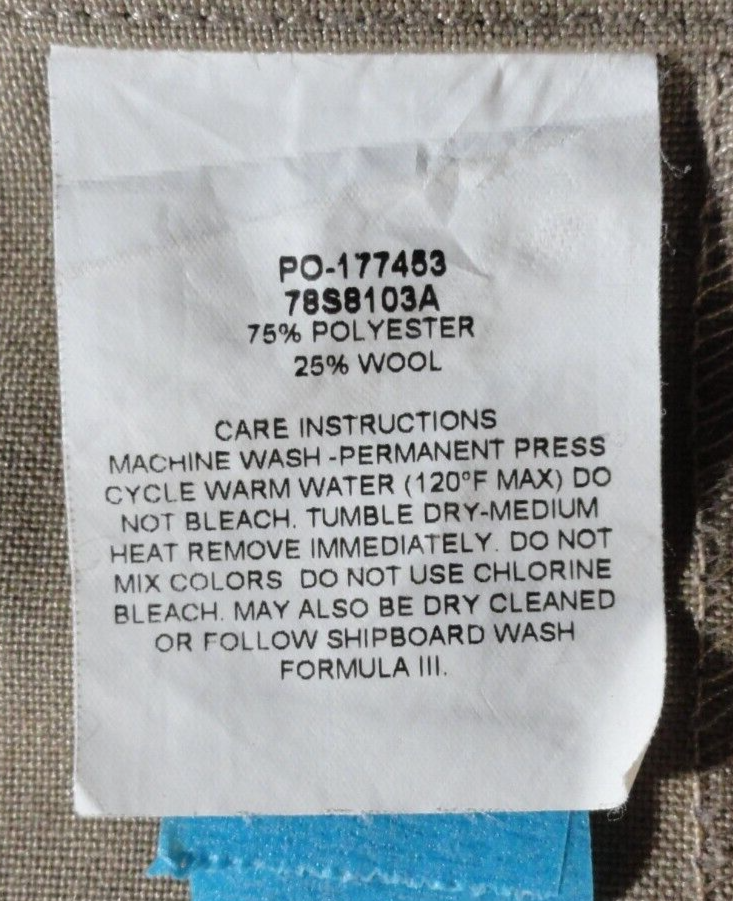 PO-177453
78S8103A
75% POLYESTER
25% WOOL
CARE INSTRUCTIONS
MACHINE WASH -PERMANENT PRESS
CYCLE WARM WATER (120°F MAX) DO
NOT BLEACH. TUMBLE DRY-MEDIUM
HEAT REMOVE IMMEDIATELY. DO NOT
MIX COLORS DO NOT USE CHLORINE
BLEACH. MAY ALSO BE DRY CLEANED
OR FOLLOW SHIPBOARD WASH
FORMULA III.